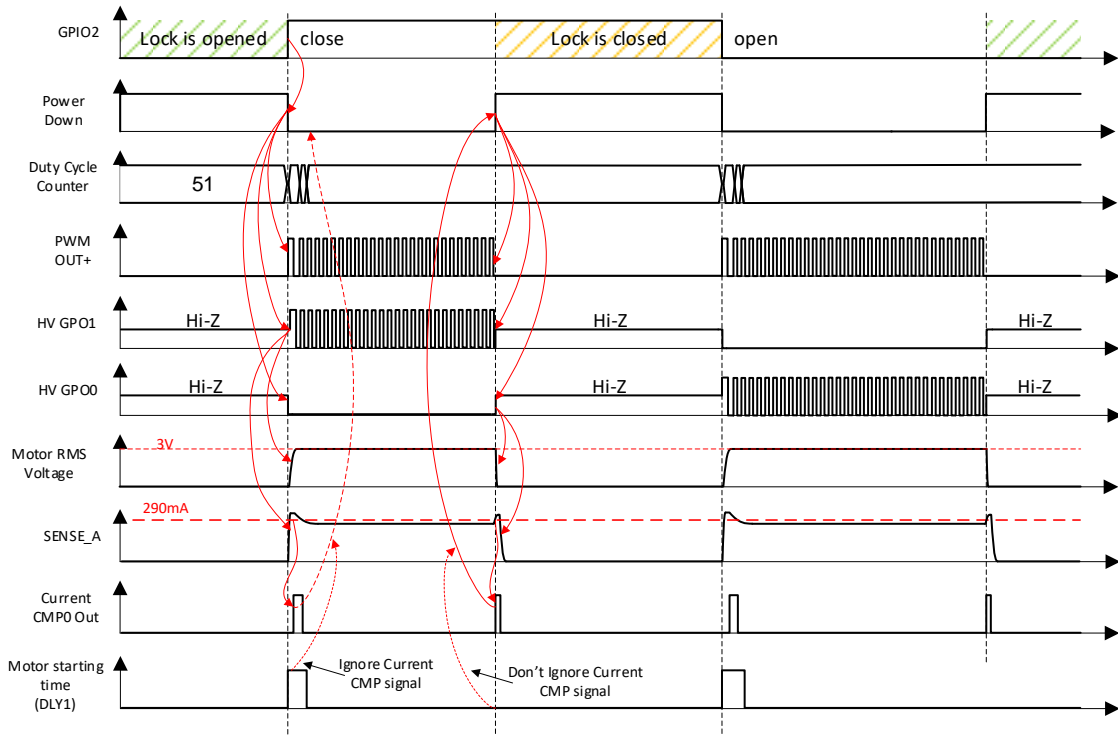 GPIO2
Lock is opened
close
Lock is closed
open
Power
Down
Duty Cycle
Counter
51
PWM
OUT+
HV GPO1
Hi-Z
Hi-Z
Hi-Z
HV GPO0
Hi-Z
Hi-Z
Hi-Z
Motor RMS
Voltage
3V
290mA
SENSE_A
Current
CMP0 Out
Motor starting
time
(DLY1)
Ignore Current
CMP signal
Don't Ignore Current
CMP signal